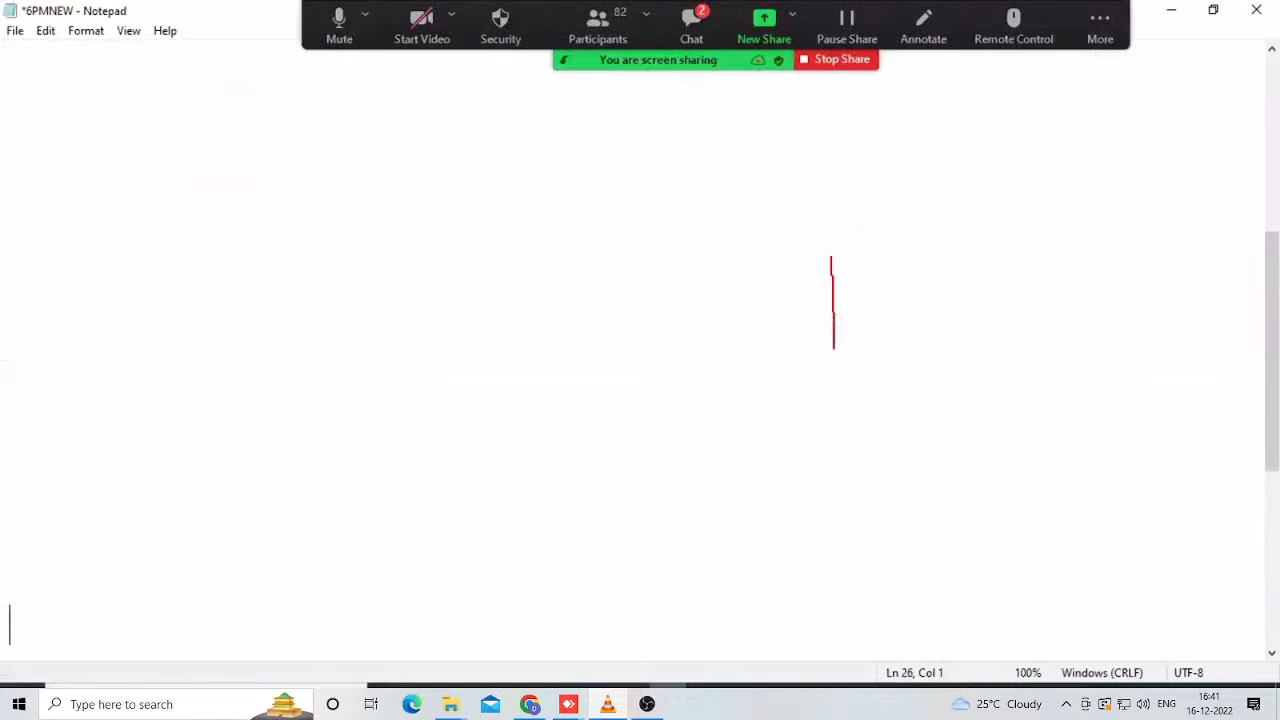 *6PMNEW - Notepad
File Edit Format View Help
Mute Start Video Security Participants 82 Chat 2 New Share Pause Share Annotate Remote Control More
You are screen sharing Stop Share
Ln 26, Col 1 100% Windows (CRLF) UTF-8
Type here to search
25°C Cloudy
ENG
16:41
16-12-2022